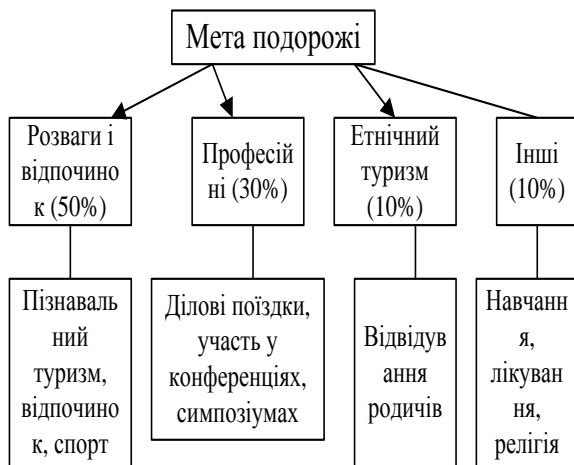 Мета подорожі
Розваги і
відпочино
к (50%)
Професій
ні (30%)
Етнічний
туризм
(10%)
Інші
(10%)
Пізнаваль
ний
туризм,
відпочино
к, спорт
Ділові поїздки,
участь у
конференціях,
симпозіумах
Відвідув
ання
родичів
Навчанн
я,
лікуван
ня,
релігія